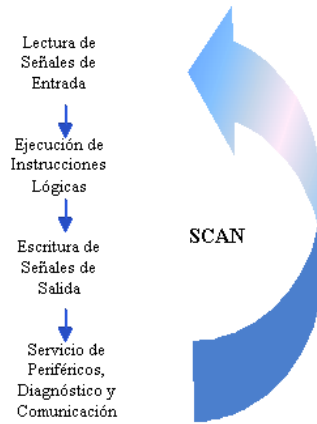 Lectura de
Señales de
Entrada
Ejecución de
Instrucciones
Lógicas
Escritura de
Señales de
Salida
Servicio de
Periféricos,
Diagnóstico y
Comunicación
SCAN